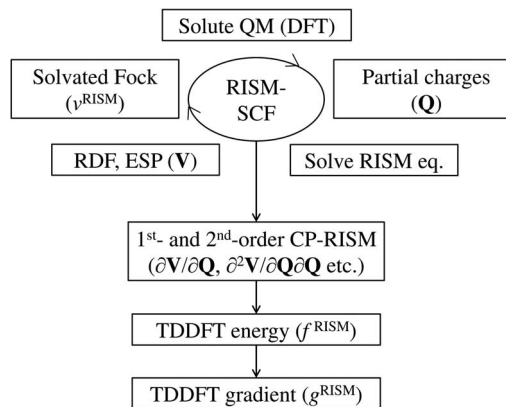 Solute QM (DFT)
Solvated Fock
(v^RISM)
RISM-
SCF
Partial charges
(Q)
RDF, ESP (V)
Solve RISM eq.
1st- and 2nd-order CP-RISM
(∂V/∂Q, ∂²V/∂Q∂Q etc.)
TDDFT energy (f^RISM)
TDDFT gradient (g^RISM)